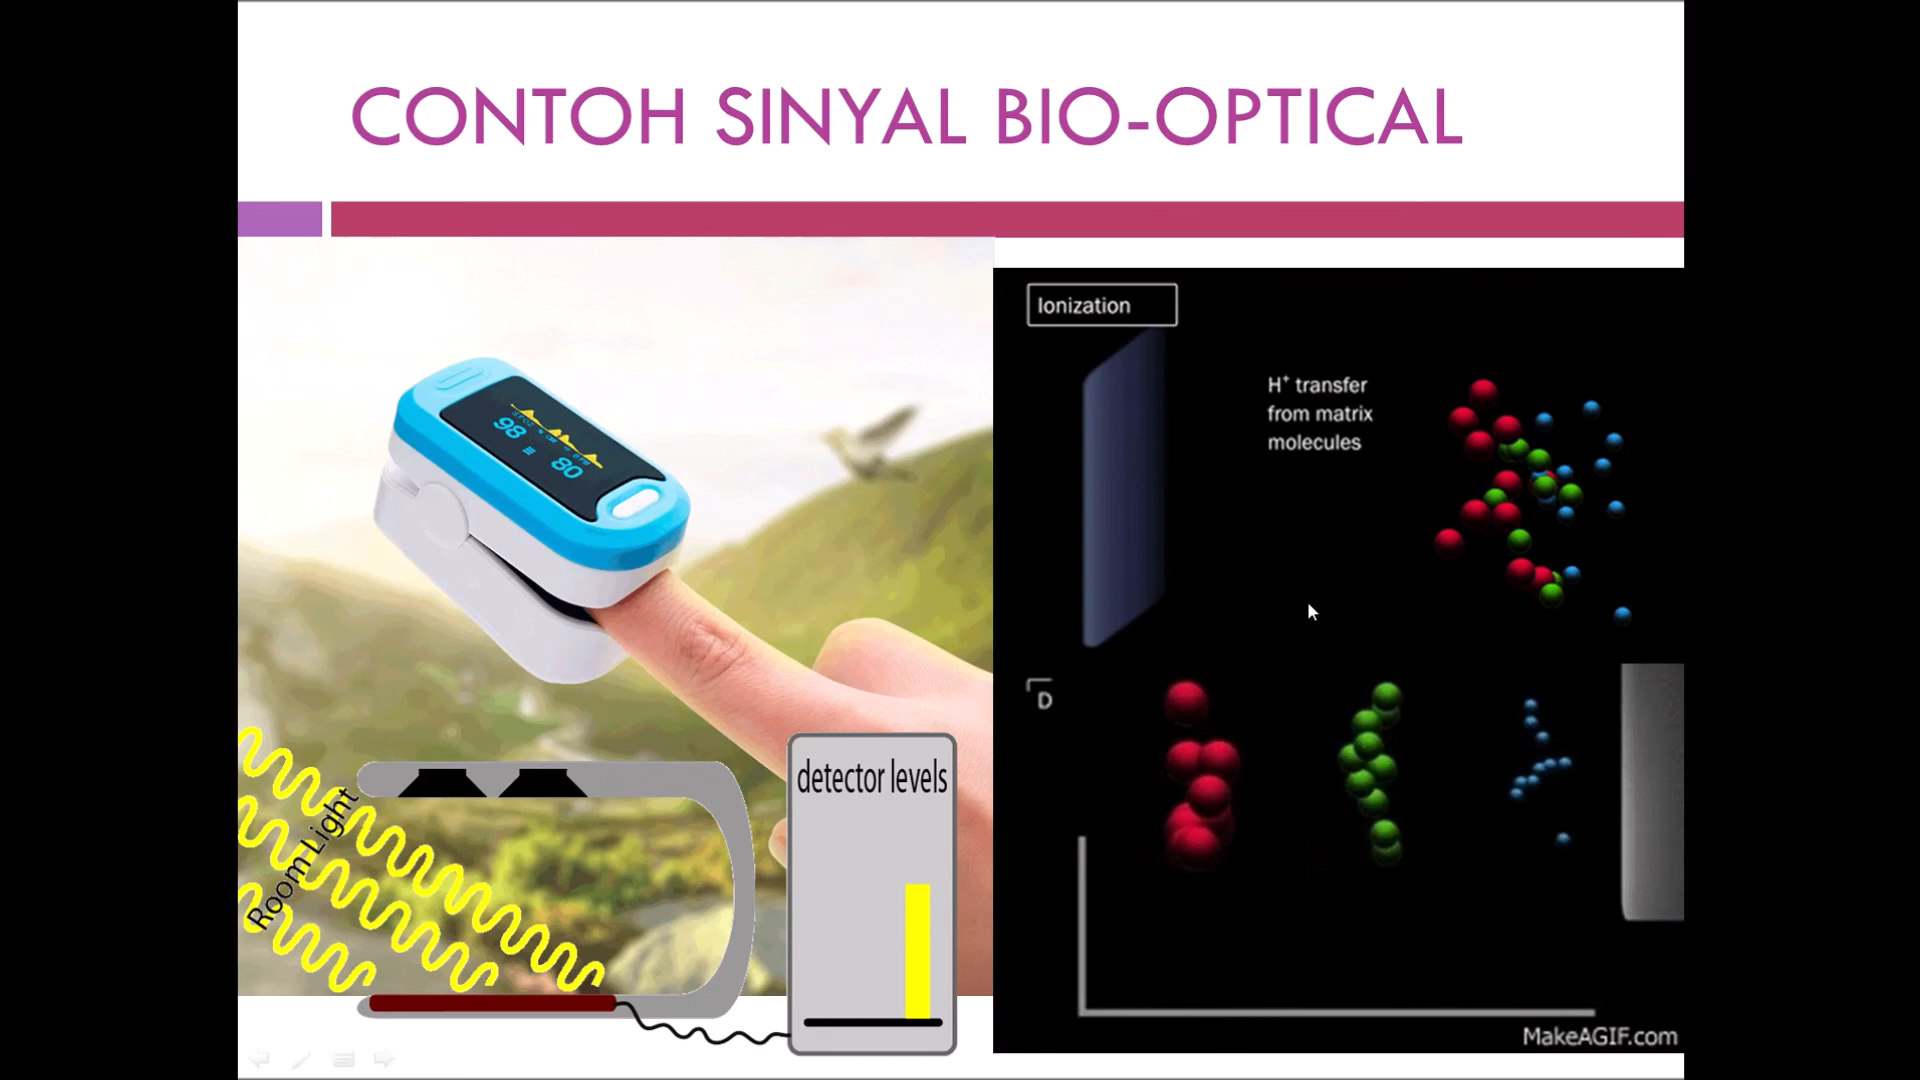 CONTOH SINYAL BIO-OPTICAL
Ionization
H⁺ transfer
from matrix
molecules
98
80
D
Room Light
detector levels
MakeAGIF.com